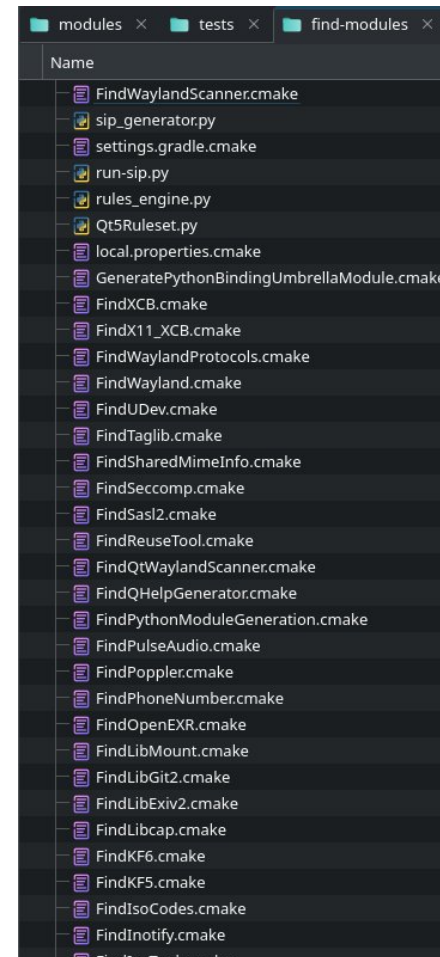 modules × tests × find-modules ×
Name
FindWaylandScanner.cmake
sip_generator.py
settings.gradle.cmake
run-sip.py
rules_engine.py
Qt5Ruleset.py
local.properties.cmake
GeneratePythonBindingUmbrellaModule.cmake
FindXCB.cmake
FindX11_XCB.cmake
FindWaylandProtocols.cmake
FindWayland.cmake
FindUDev.cmake
FindTaglib.cmake
FindSharedMimeInfo.cmake
FindSeccomp.cmake
FindSasl2.cmake
FindReuseTool.cmake
FindQtWaylandScanner.cmake
FindQHelpGenerator.cmake
FindPythonModuleGeneration.cmake
FindPulseAudio.cmake
FindPoppler.cmake
FindPhoneNumber.cmake
FindOpenEXR.cmake
FindLibMount.cmake
FindLibGit2.cmake
FindLibExiv2.cmake
FindLibcap.cmake
FindKF6.cmake
FindKF5.cmake
FindIsoCodes.cmake
FindInotify.cmake